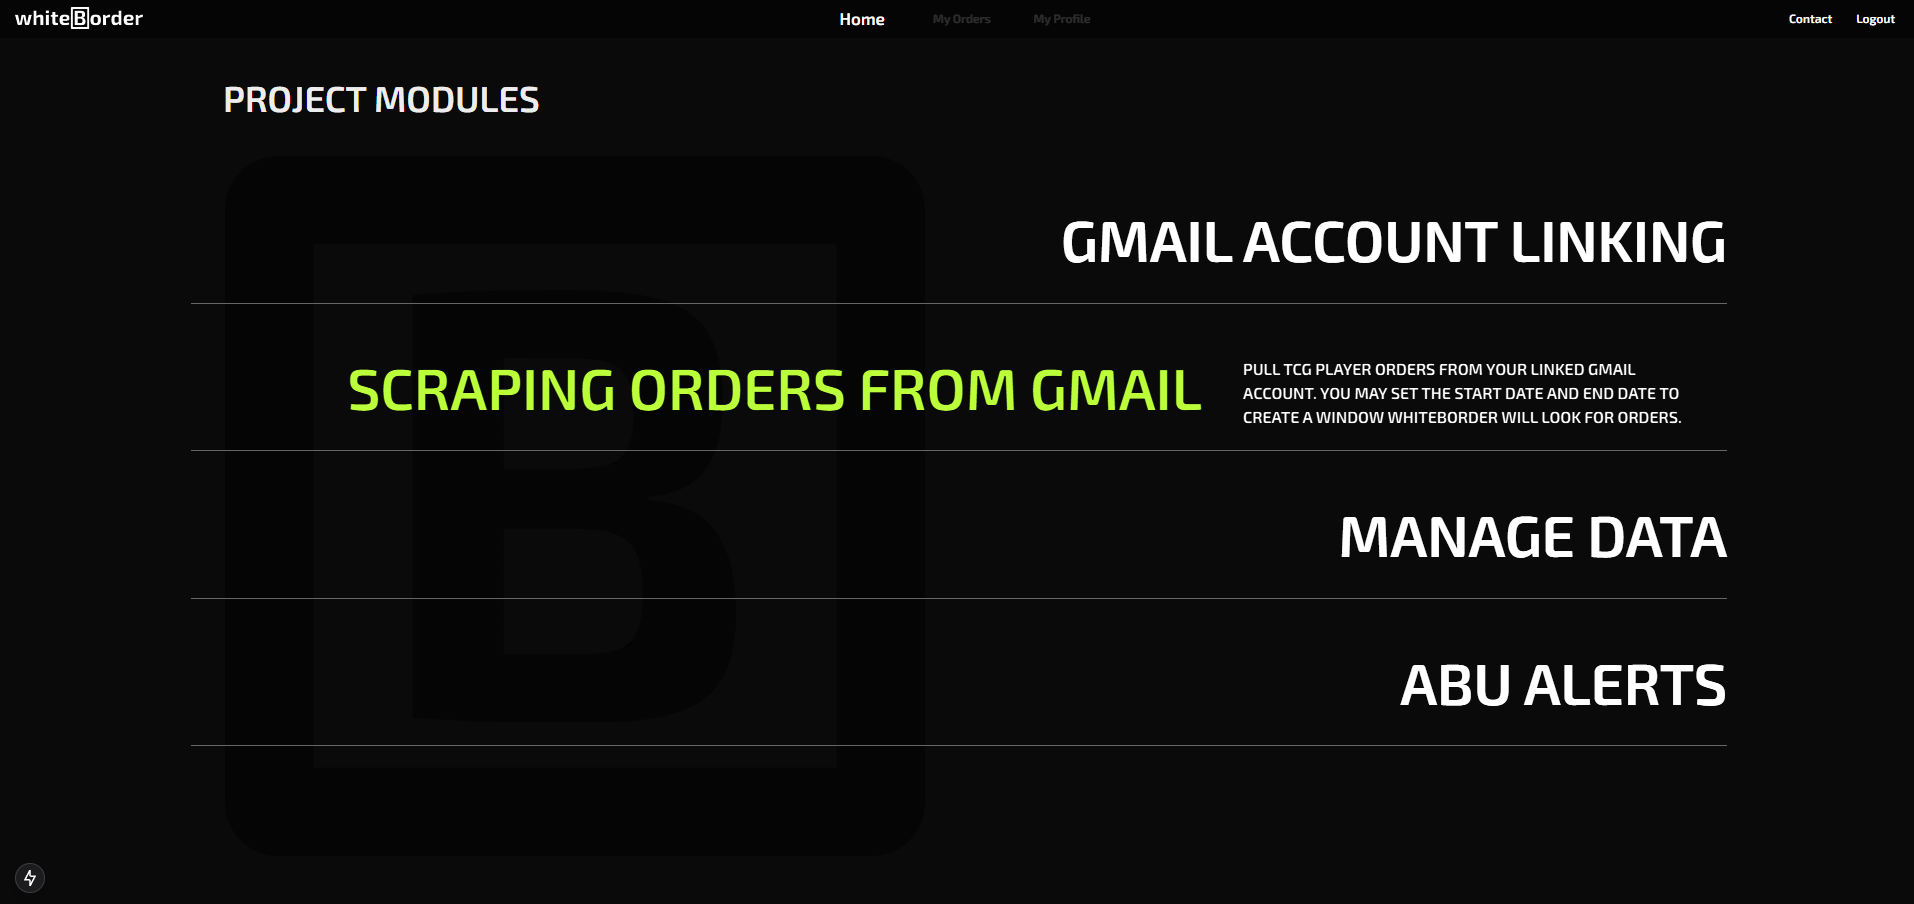 whiteBorder
Home
My Orders
My Profile
Contact
Logout
PROJECT MODULES
B
GMAIL ACCOUNT LINKING
SCRAPING ORDERS FROM GMAIL
PULL TCG PLAYER ORDERS FROM YOUR LINKED GMAIL
ACCOUNT. YOU MAY SET THE START DATE AND END DATE TO
CREATE A WINDOW WHITEBORDER WILL LOOK FOR ORDERS.
MANAGE DATA
ABU ALERTS